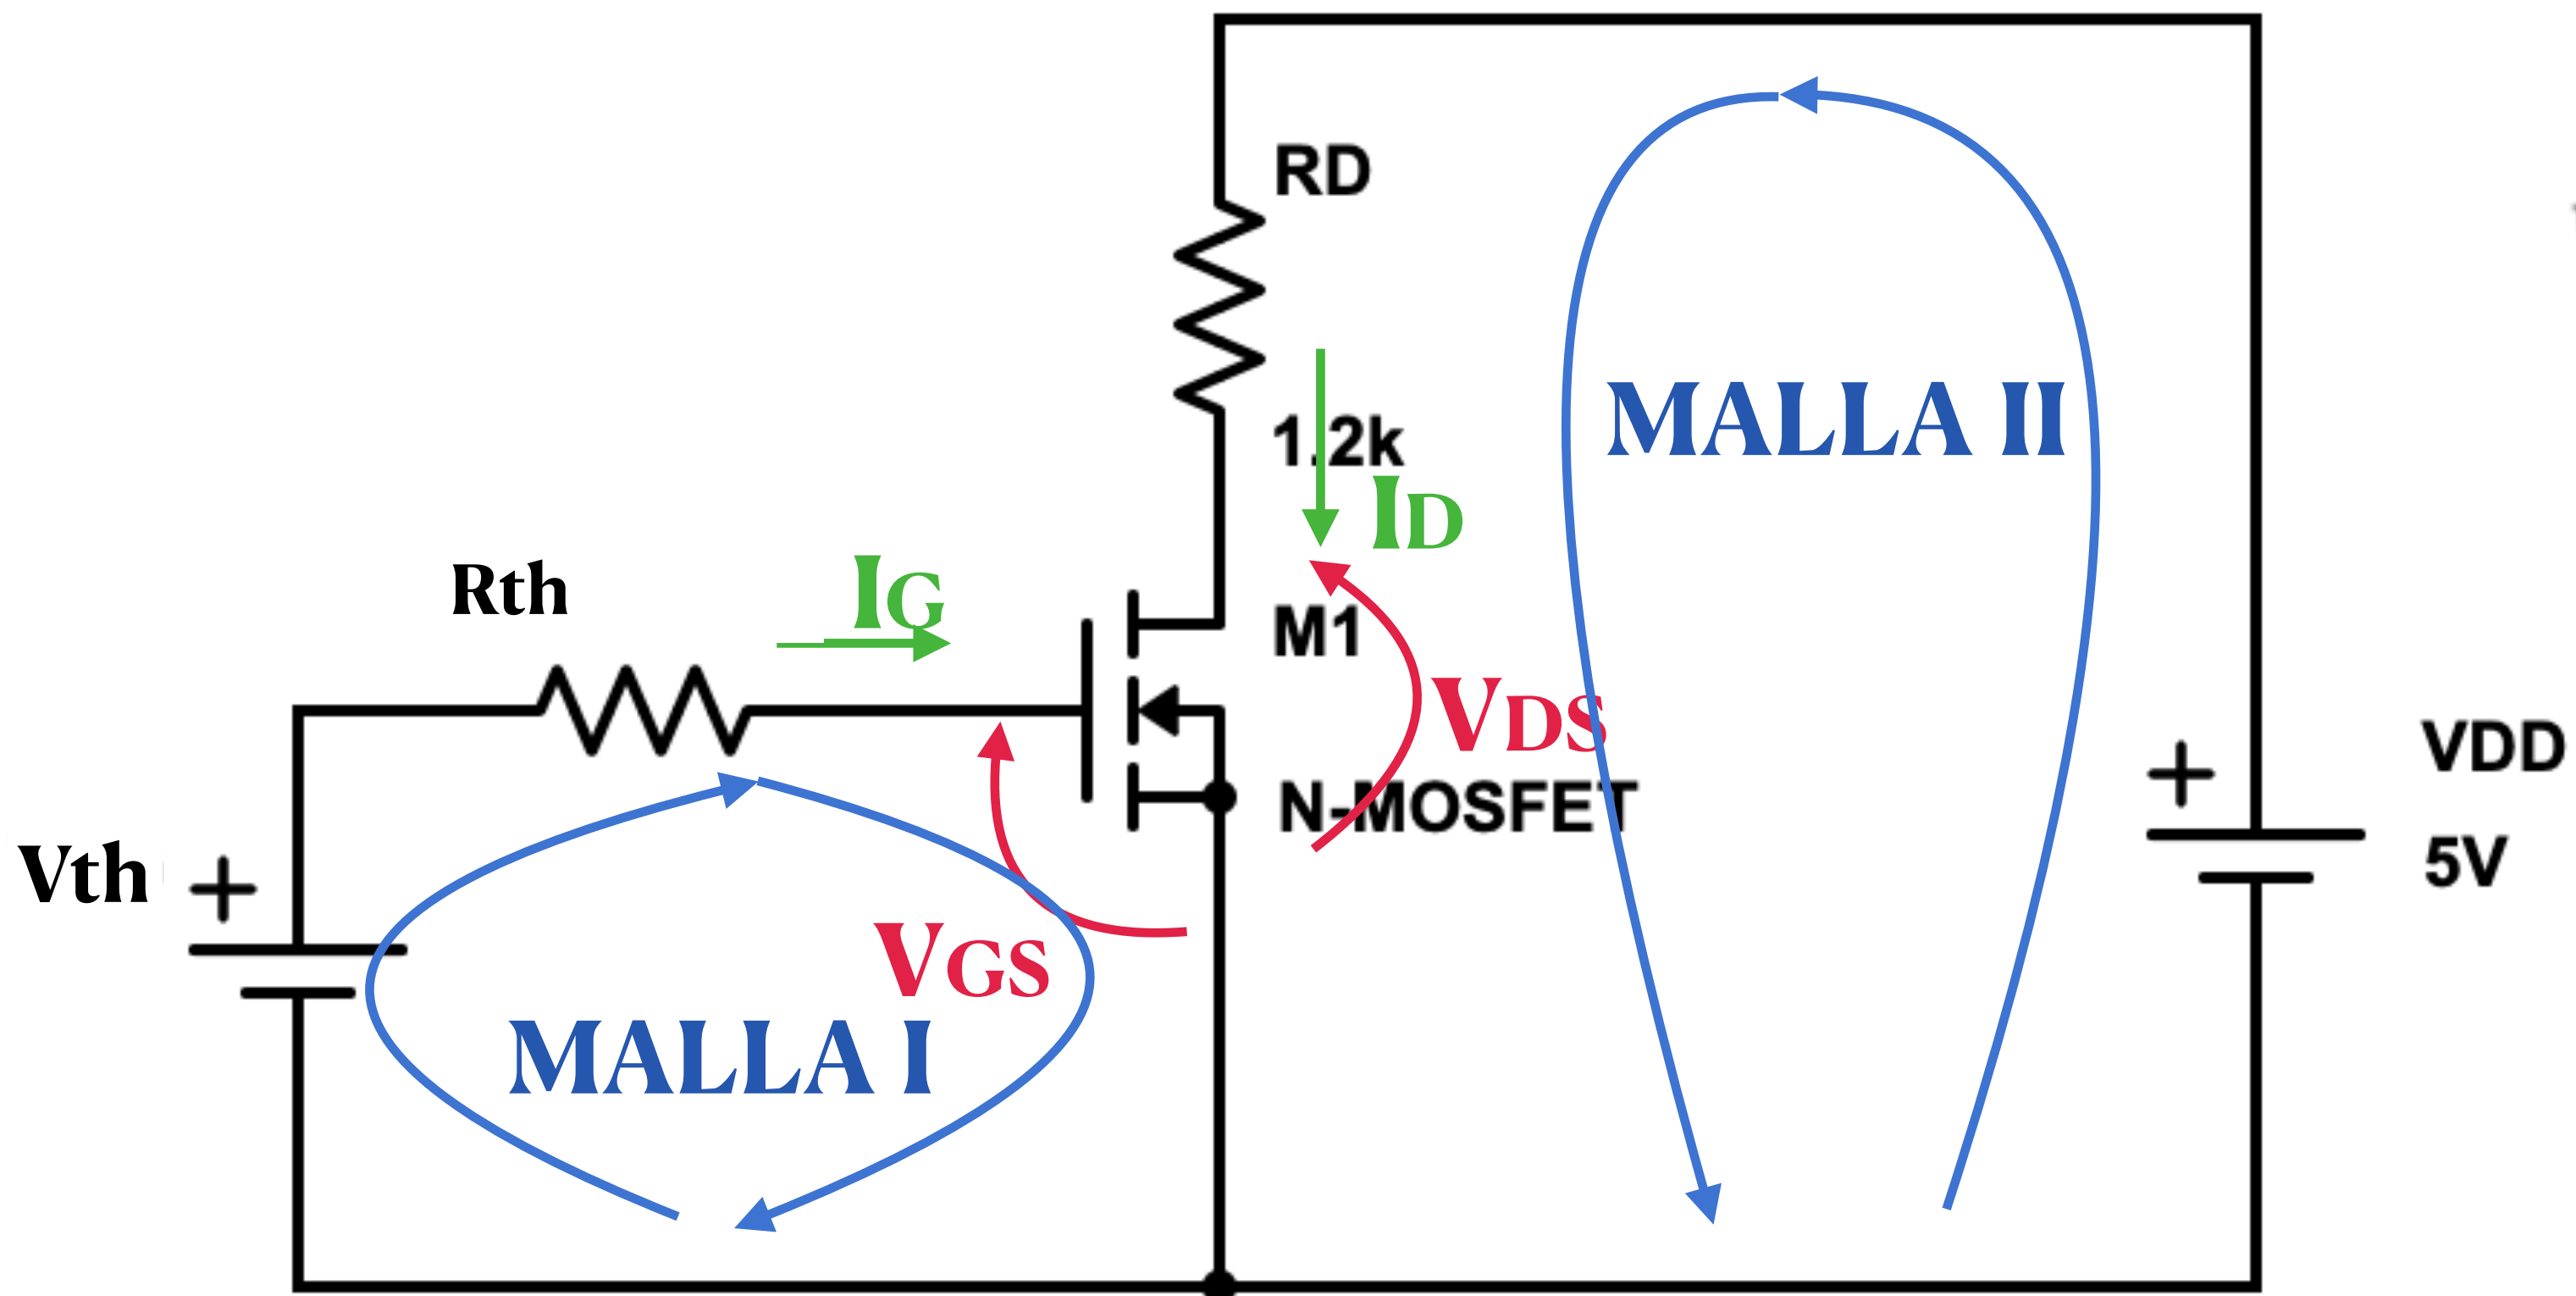 RD
1.2k
ID
MALLA II
Rth
IG
M1
VDS
N-MOSFET
VDD
5V
Vth
+
+
VGS
MALLA I